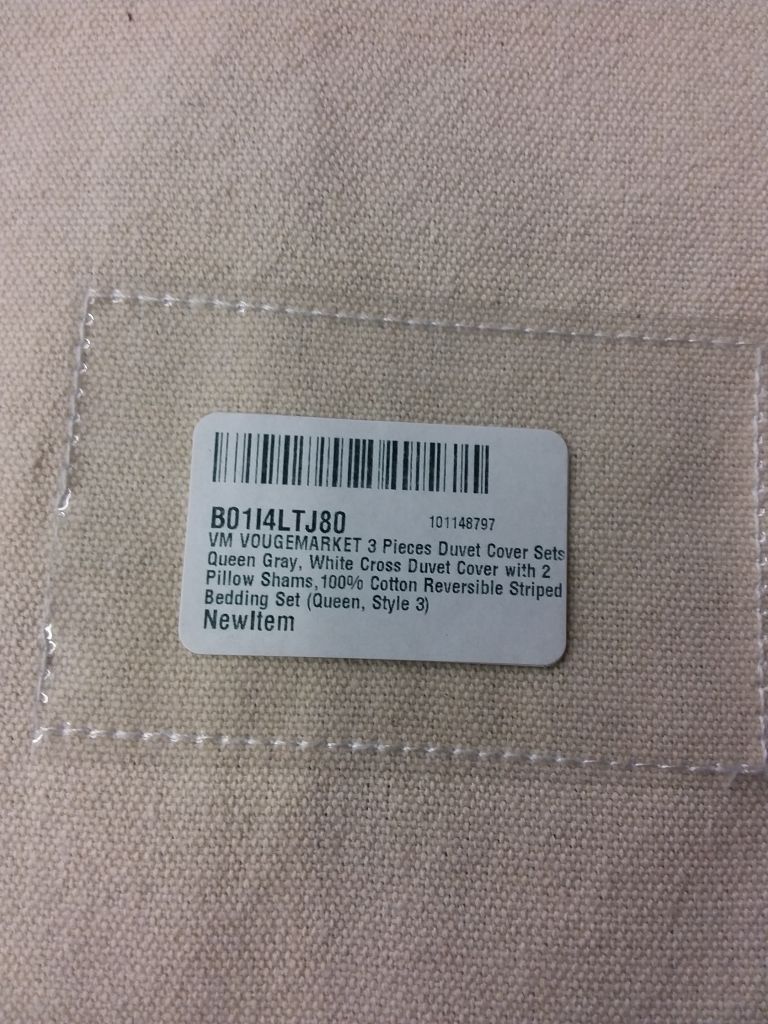 B01I4LTJ80 101148797
VM VOUGEMARKET 3 Pieces Duvet Cover Sets
Queen Gray, White Cross Duvet Cover with 2
Pillow Shams,100% Cotton Reversible Striped
Bedding Set (Queen, Style 3)
NewItem